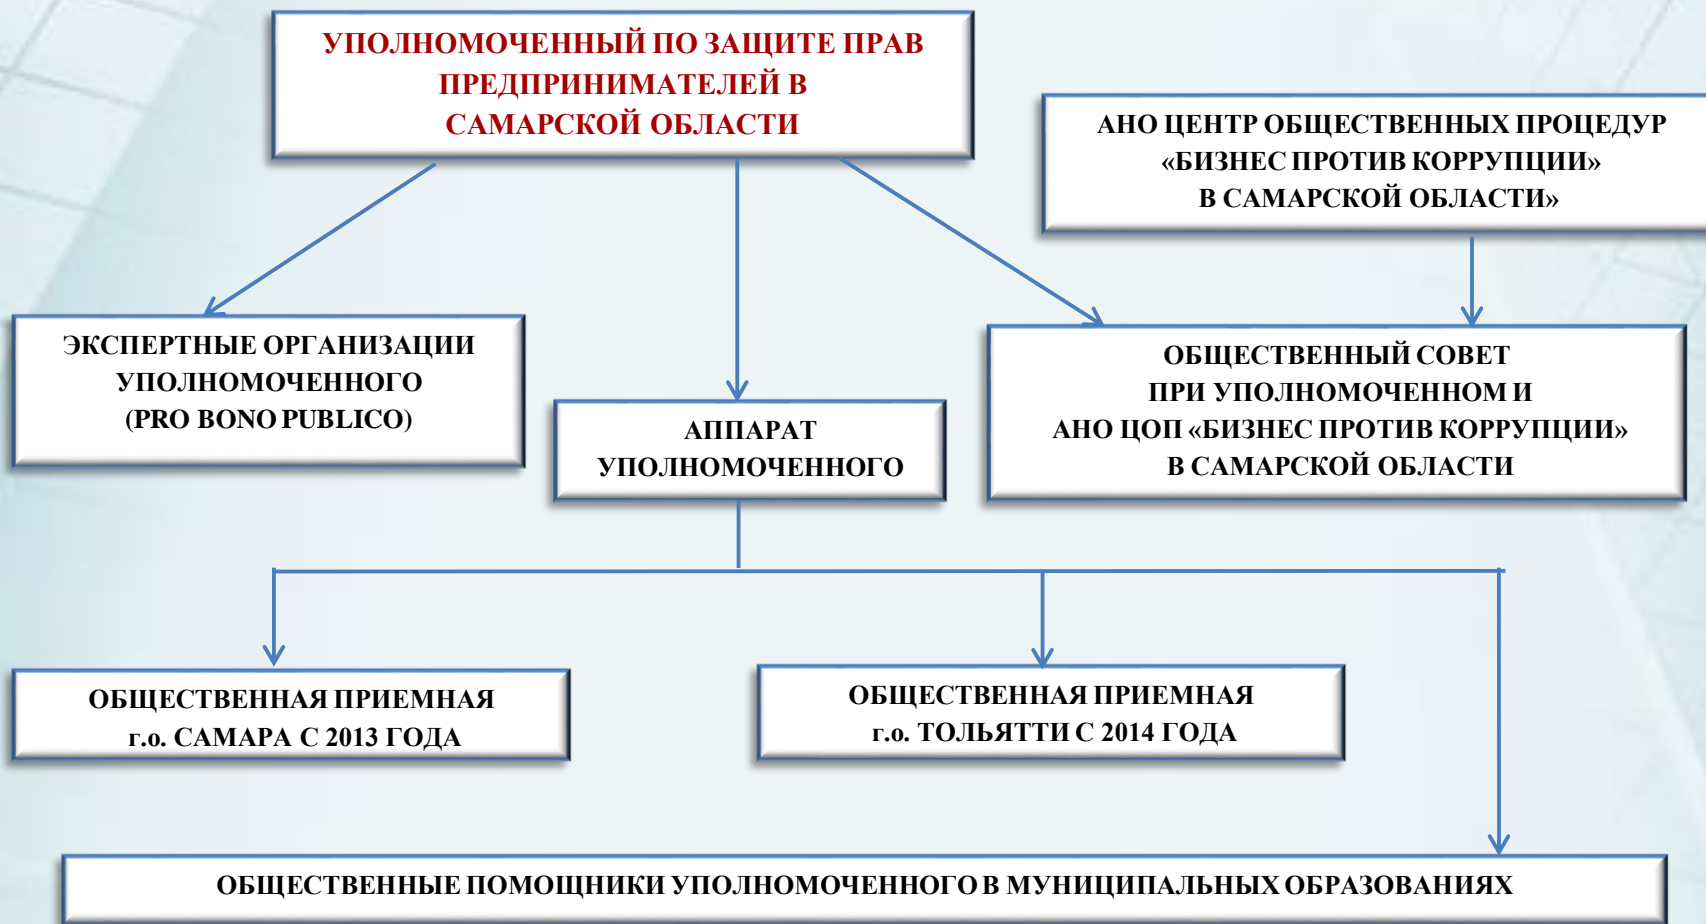 УПОЛНОМОЧЕННЫЙ ПО ЗАЩИТЕ ПРАВ
ПРЕДПРИНИМАТЕЛЕЙ В
САМАРСКОЙ ОБЛАСТИ
АНО ЦЕНТР ОБЩЕСТВЕННЫХ ПРОЦЕДУР
«БИЗНЕС ПРОТИВ КОРРУПЦИИ»
В САМАРСКОЙ ОБЛАСТИ»
ЭКСПЕРТНЫЕ ОРГАНИЗАЦИИ
УПОЛНОМОЧЕННОГО
(PRO BONO PUBLICO)
АППАРАТ
УПОЛНОМОЧЕННОГО
ОБЩЕСТВЕННЫЙ СОВЕТ
ПРИ УПОЛНОМОЧЕННОМ И
АНО ЦОП «БИЗНЕС ПРОТИВ КОРРУПЦИИ»
В САМАРСКОЙ ОБЛАСТИ
ОБЩЕСТВЕННАЯ ПРИЕМНАЯ
г.о. САМАРА С 2013 ГОДА
ОБЩЕСТВЕННАЯ ПРИЕМНАЯ
г.о. ТОЛЬЯТТИ С 2014 ГОДА
ОБЩЕСТВЕННЫЕ ПОМОЩНИКИ УПОЛНОМОЧЕННОГО В МУНИЦИПАЛЬНЫХ ОБРАЗОВАНИЯХ